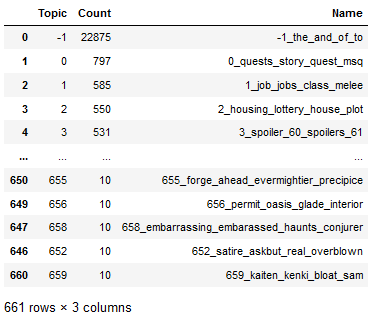 Topic Count Name
0 -1 22875 -1_the_and_of_to
1 0 797 0_quests_story_quest_msq
2 1 585 1_job_jobs_class_melee
3 2 550 2_housing_lottery_house_plot
4 3 531 3_spoiler_60_spoilers_61
... ... ... ...
650 655 10 655_forge_ahead_evermightier_precipice
649 656 10 656_permit_oasis_glade_interior
647 658 10 658_embarrassing_embarassed_haunts_conjurer
646 652 10 652_satire_askbut_real_overblown
660 659 10 659_kaiten_kenki_bloat_sam
661 rows × 3 columns